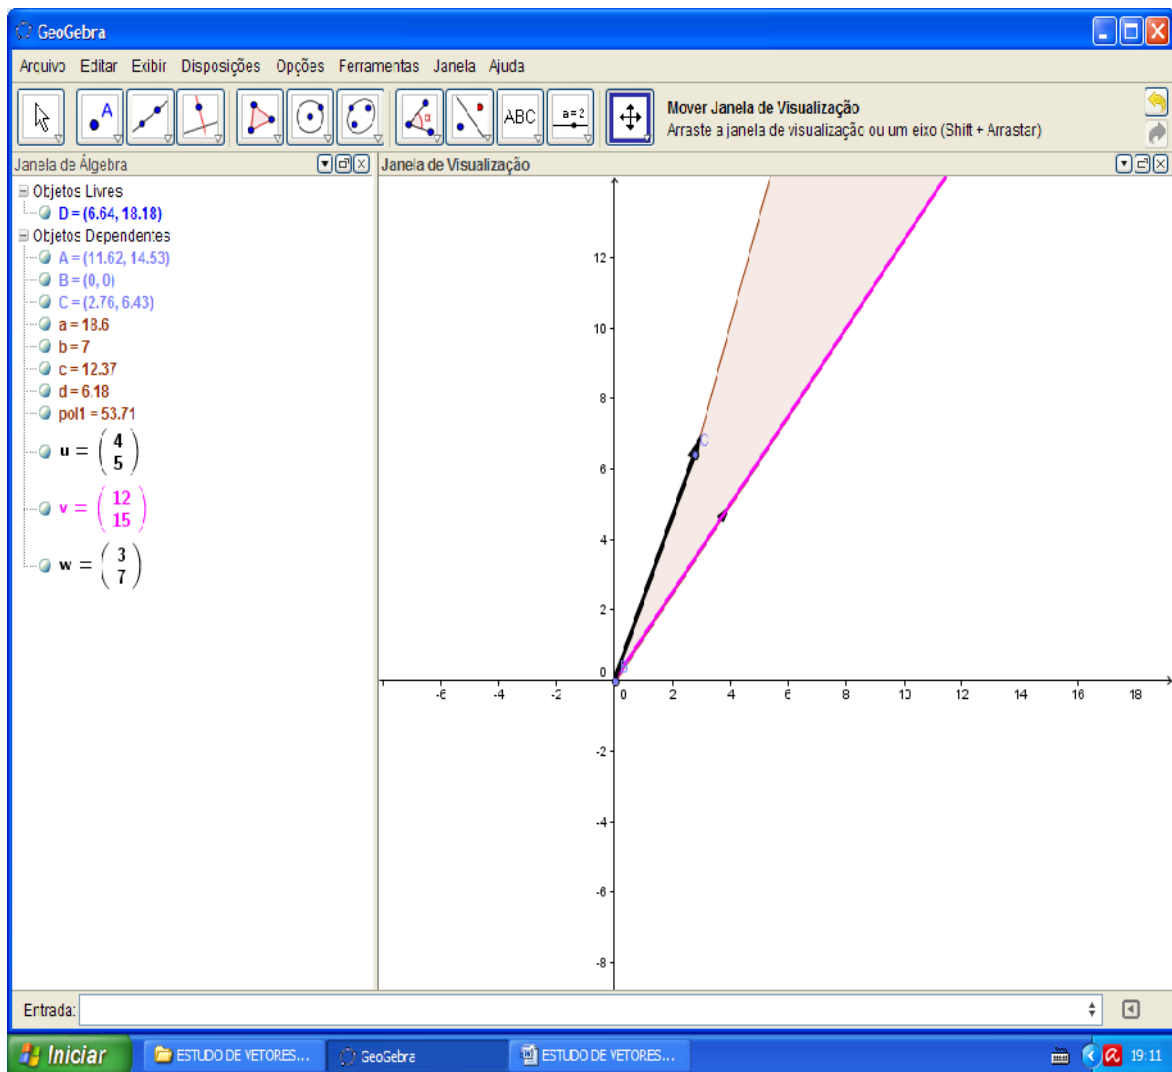 GeoGebra
Arquivo Editar Exibir Disposições Opções Ferramentas Janela Ajuda
A
α
ABC
a=2
Mover Janela de Visualização
Arraste a janela de visualização ou um eixo (Shift + Arrastar)
Janela de Álgebra
Janela de Visualização
Objetos Livres
D = (6.64, 18.18)
Objetos Dependentes
A = (11.62, 14.53)
B = (0, 0)
C = (2.76, 6.43)
a = 18.6
b = 7
c = 12.37
d = 6.18
pol1 = 53.71
u = (4
5)
v = (12
15)
w = (3
7)
12
10
8
6
4
2
0
-2
-4
-6
-8
-6 -4 -2 0 2 4 6 8 10 12 14 16 18
C
B
Entrada:
Iniciar ESTUDO DE VETORES... GeoGebra ESTUDO DE VETORES... 19:11